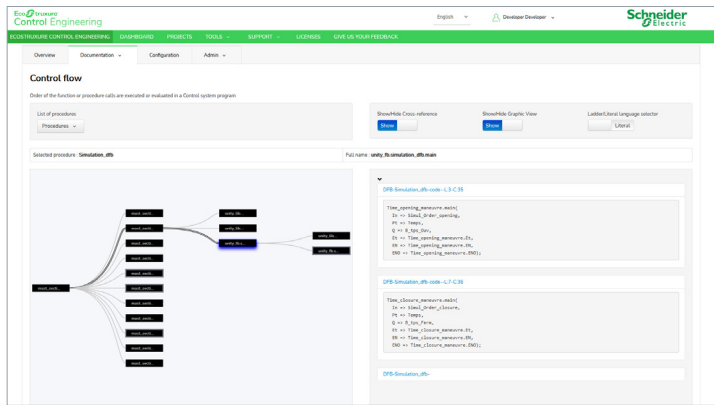 EcoStruxure
Control Engineering
English
Developer Developer
Schneider
Electric
ECOSTRUXURE CONTROL ENGINEERING DASHBOARD PROJECTS TOOLS SUPPORT LICENSES GIVE US YOUR FEEDBACK
Overview Documentation Configuration Admin
Control flow
Order of the function or procedure calls are executed or evaluated in a Control system program
List of procedures
Procedures
Show/Hide Cross-reference Show/Hide Graphic View Ladder/Literal language selector
Show Show Literal
Selected procedure : Simulation_dfb Full name : unity_fb:simulation_dfb.main
DFB-Simulation_dfb-code--L:3-C:36
Time_opening_maneuvre.main(
In => Simul_Order_opening,
Pt => Temps,
Et => Time_opening_maneuvre.Et,
EN => Time_opening_maneuvre.EN,
ENO => Time_opening_maneuvre.ENO);
DFB-Simulation_dfb-code--L:7-C:36
Time_closure_maneuvre.main(
In => Simul_Order_closure,
Pt => Temps,
Q => B_tps_Ferm,
Et => Time_closure_maneuvre.Et,
EN => Time_closure_maneuvre.EN,
ENO => Time_closure_maneuvre.ENO);
DFB-Simulation_dfb-